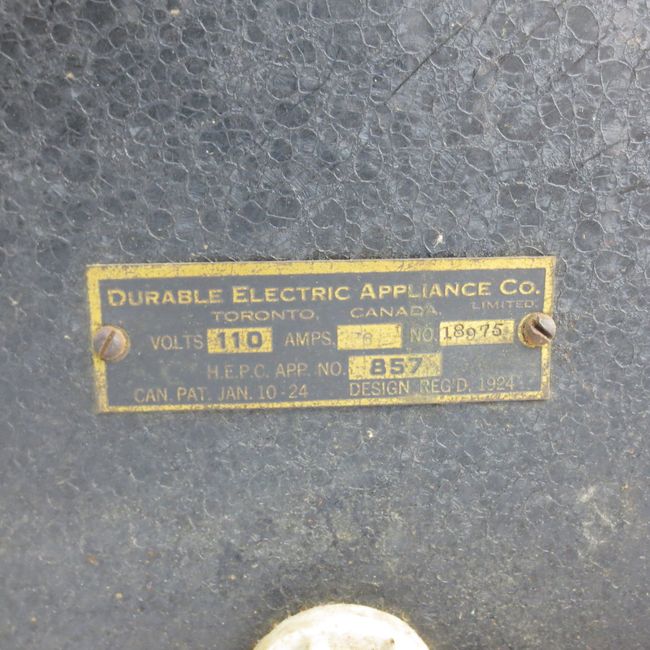 DURABLE ELECTRIC APPLIANCE CO.
LIMITED.
TORONTO, CANADA.
VOLTS 110 AMPS. 6 NO. 18975
H.E.P.C. APP. NO. 857
CAN. PAT. JAN. 10-24 DESIGN REG'D. 1924